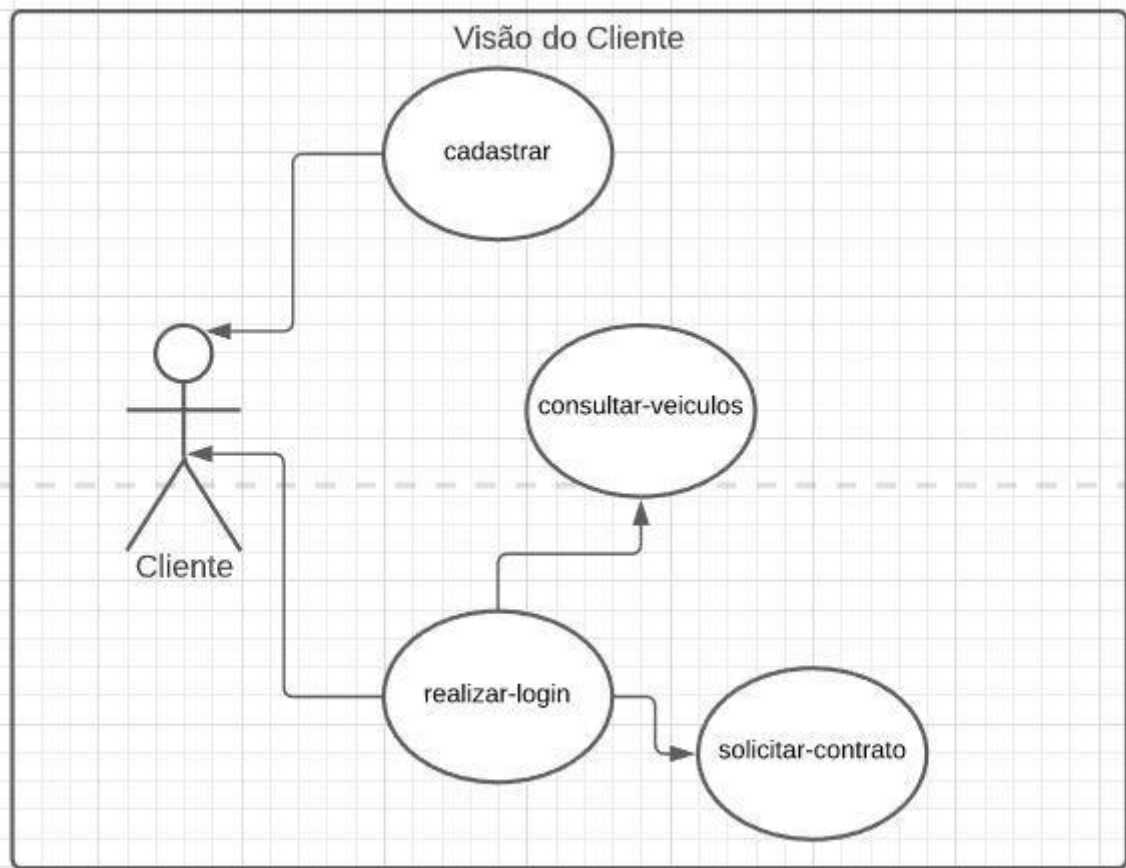 Visão do Cliente
cadastrar
consultar-veiculos
Cliente
realizar-login
solicitar-contrato